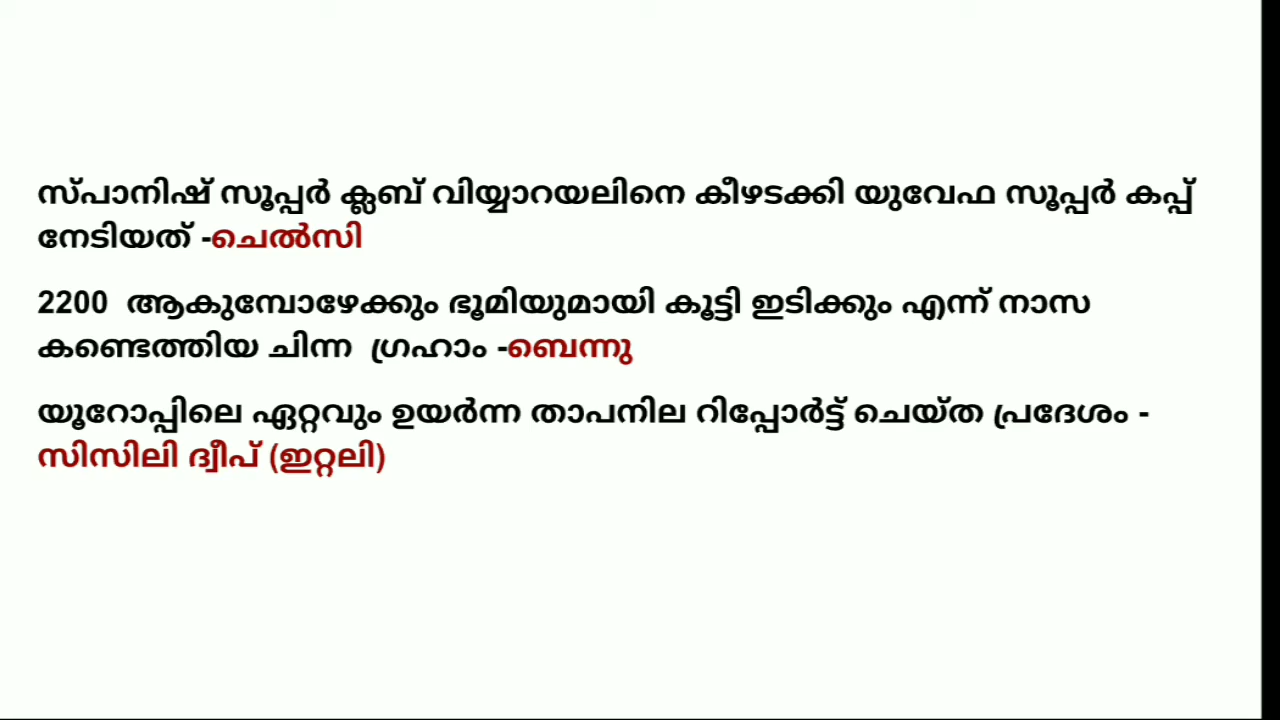 സ്പാനിഷ് സൂപ്പർ ക്ലബ് വിയ്യാറയലിനെ കീഴടക്കി യുവേഫ സൂപ്പർ കപ്പ്
നേടിയത് -ചെൽസി
2200 ആകുമ്പോഴേക്കും ഭൂമിയുമായി കൂട്ടി ഇടിക്കും എന്ന് നാസ
കണ്ടെത്തിയ ചിന്ന ഗ്രഹാം -ബെന്നു
യൂറോപ്പിലെ ഏറ്റവും ഉയർന്ന താപനില റിപ്പോർട്ട് ചെയ്ത പ്രദേശം -
സിസിലി ദ്വീപ് (ഇറ്റലി)